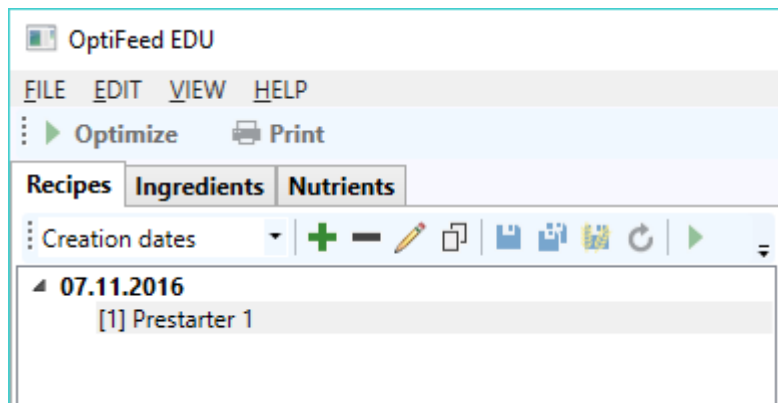 OptiFeed EDU
FILE EDIT VIEW HELP
Optimize Print
Recipes Ingredients Nutrients
Creation dates
07.11.2016
[1] Prestarter 1